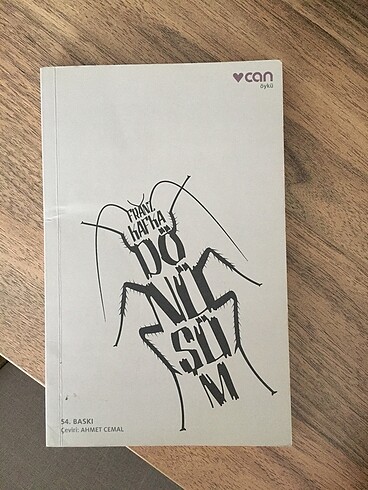 can
öykü
FRANZ
KAFKA
DÖ
NÜ
ŞÜ
M
54. BASKI
Çeviri: AHMET CEMAL